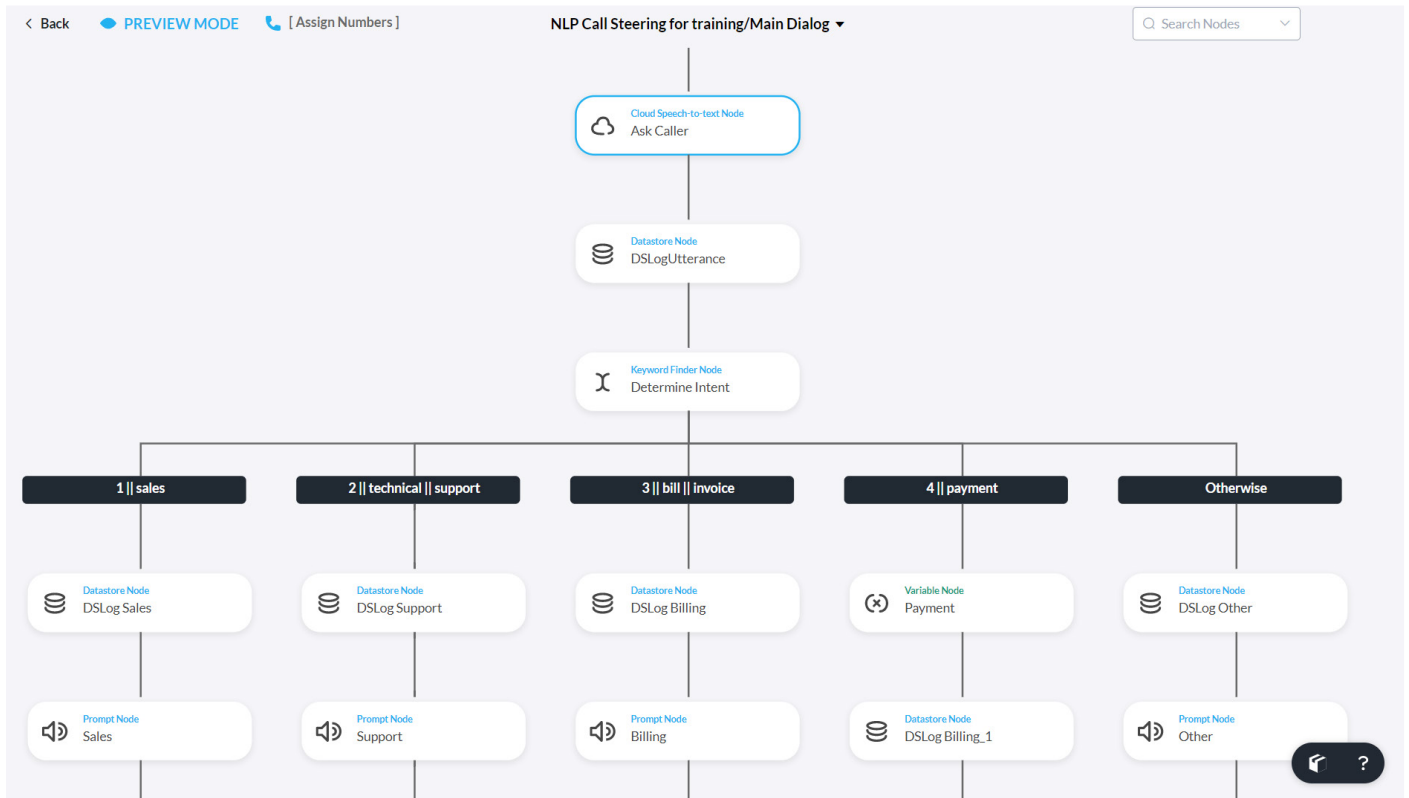 Back
PREVIEW MODE
[ Assign Numbers ]
NLP Call Steering for training/Main Dialog
Search Nodes
Cloud Speech-to-text Node
Ask Caller
Datastore Node
DSLogUtterance
Keyword Finder Node
Determine Intent
1 || sales
2 || technical || support
3 || bill || invoice
4 || payment
Otherwise
Datastore Node
DSLog Sales
Datastore Node
DSLog Support
Datastore Node
DSLog Billing
Variable Node
Payment
Datastore Node
DSLog Other
Prompt Node
Sales
Prompt Node
Support
Prompt Node
Billing
Datastore Node
DSLog Billing_1
Prompt Node
Other
?